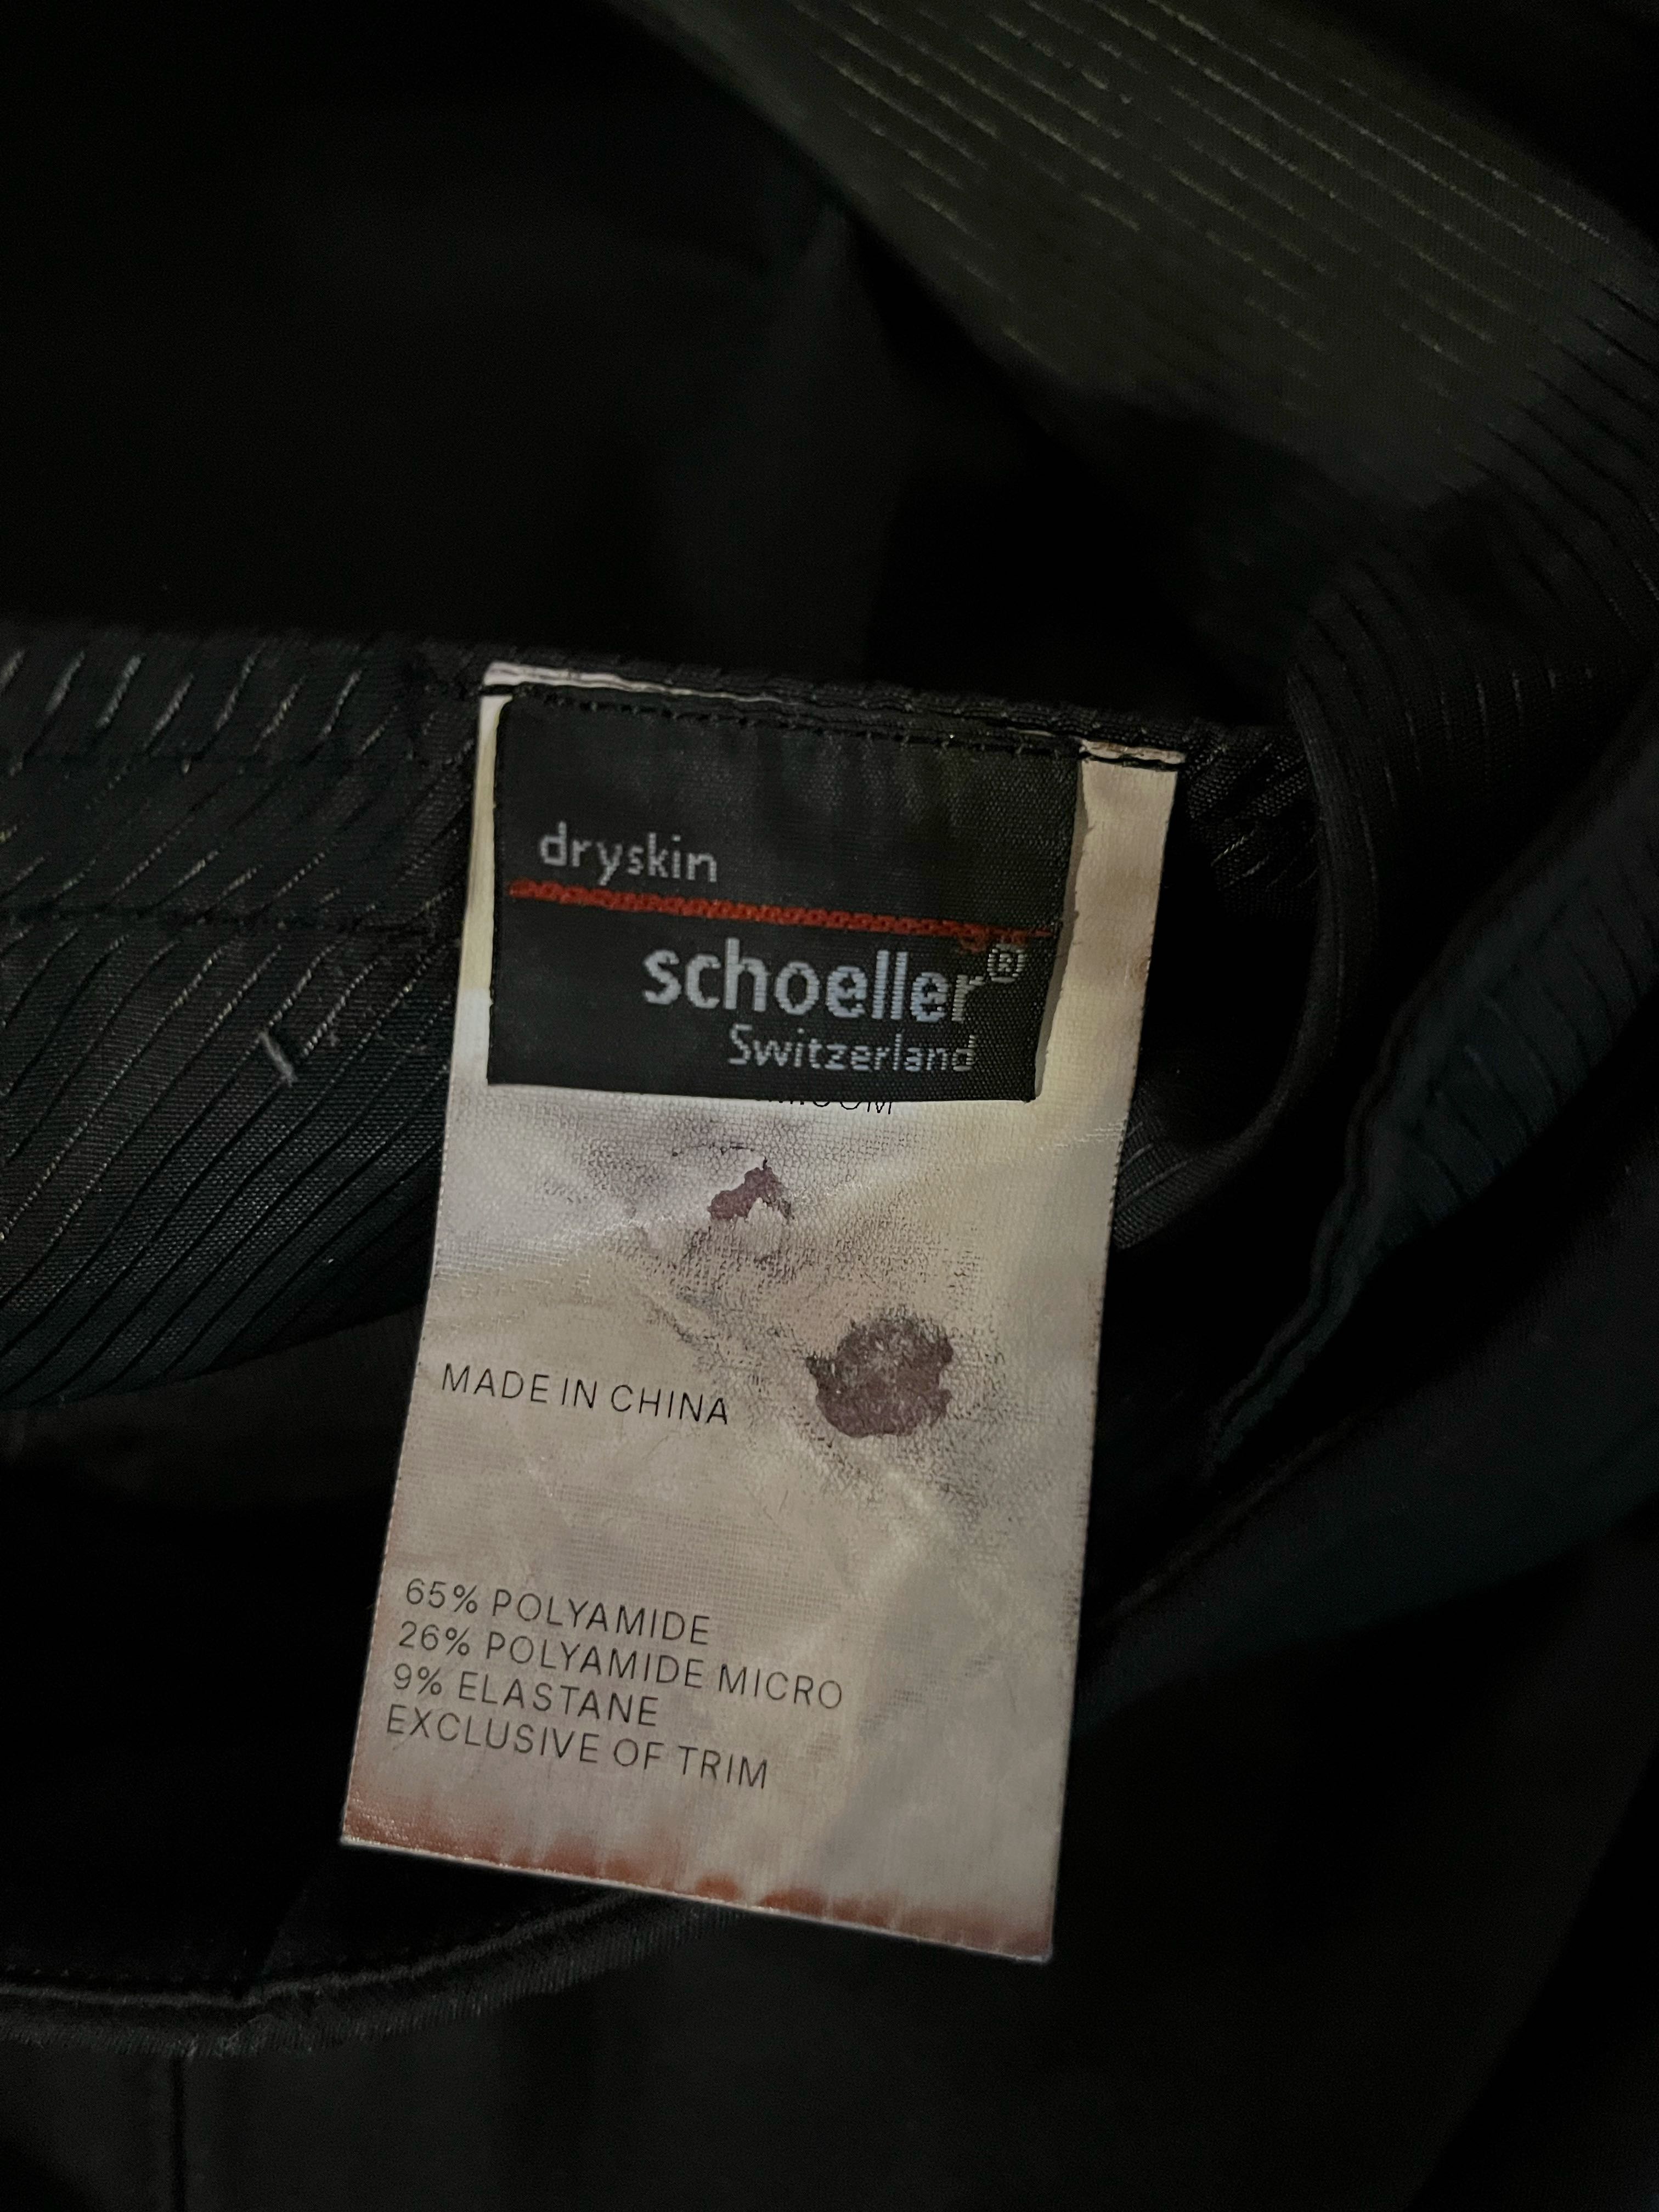 dryskin
schoeller®
Switzerland
MADE IN CHINA
65% POLYAMIDE
26% POLYAMIDE MICRO
9% ELASTANE
EXCLUSIVE OF TRIM